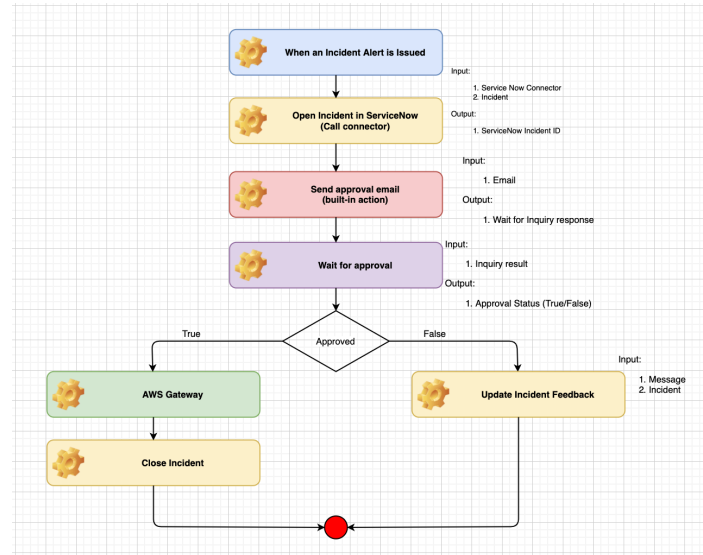 When an Incident Alert is Issued
Input:
1. Service Now Connector
2. Incident
Open Incident in ServiceNow
(Call connector)
Output:
1. ServiceNow Incident ID
Send approval email
(built-in action)
Input:
1. Email
Output:
1. Wait for Inquiry response
Wait for approval
Input:
1. Inquiry result
Output:
1. Approval Status (True/False)
Approved
True
False
AWS Gateway
Update Incident Feedback
Input:
1. Message
2. Incident
Close Incident